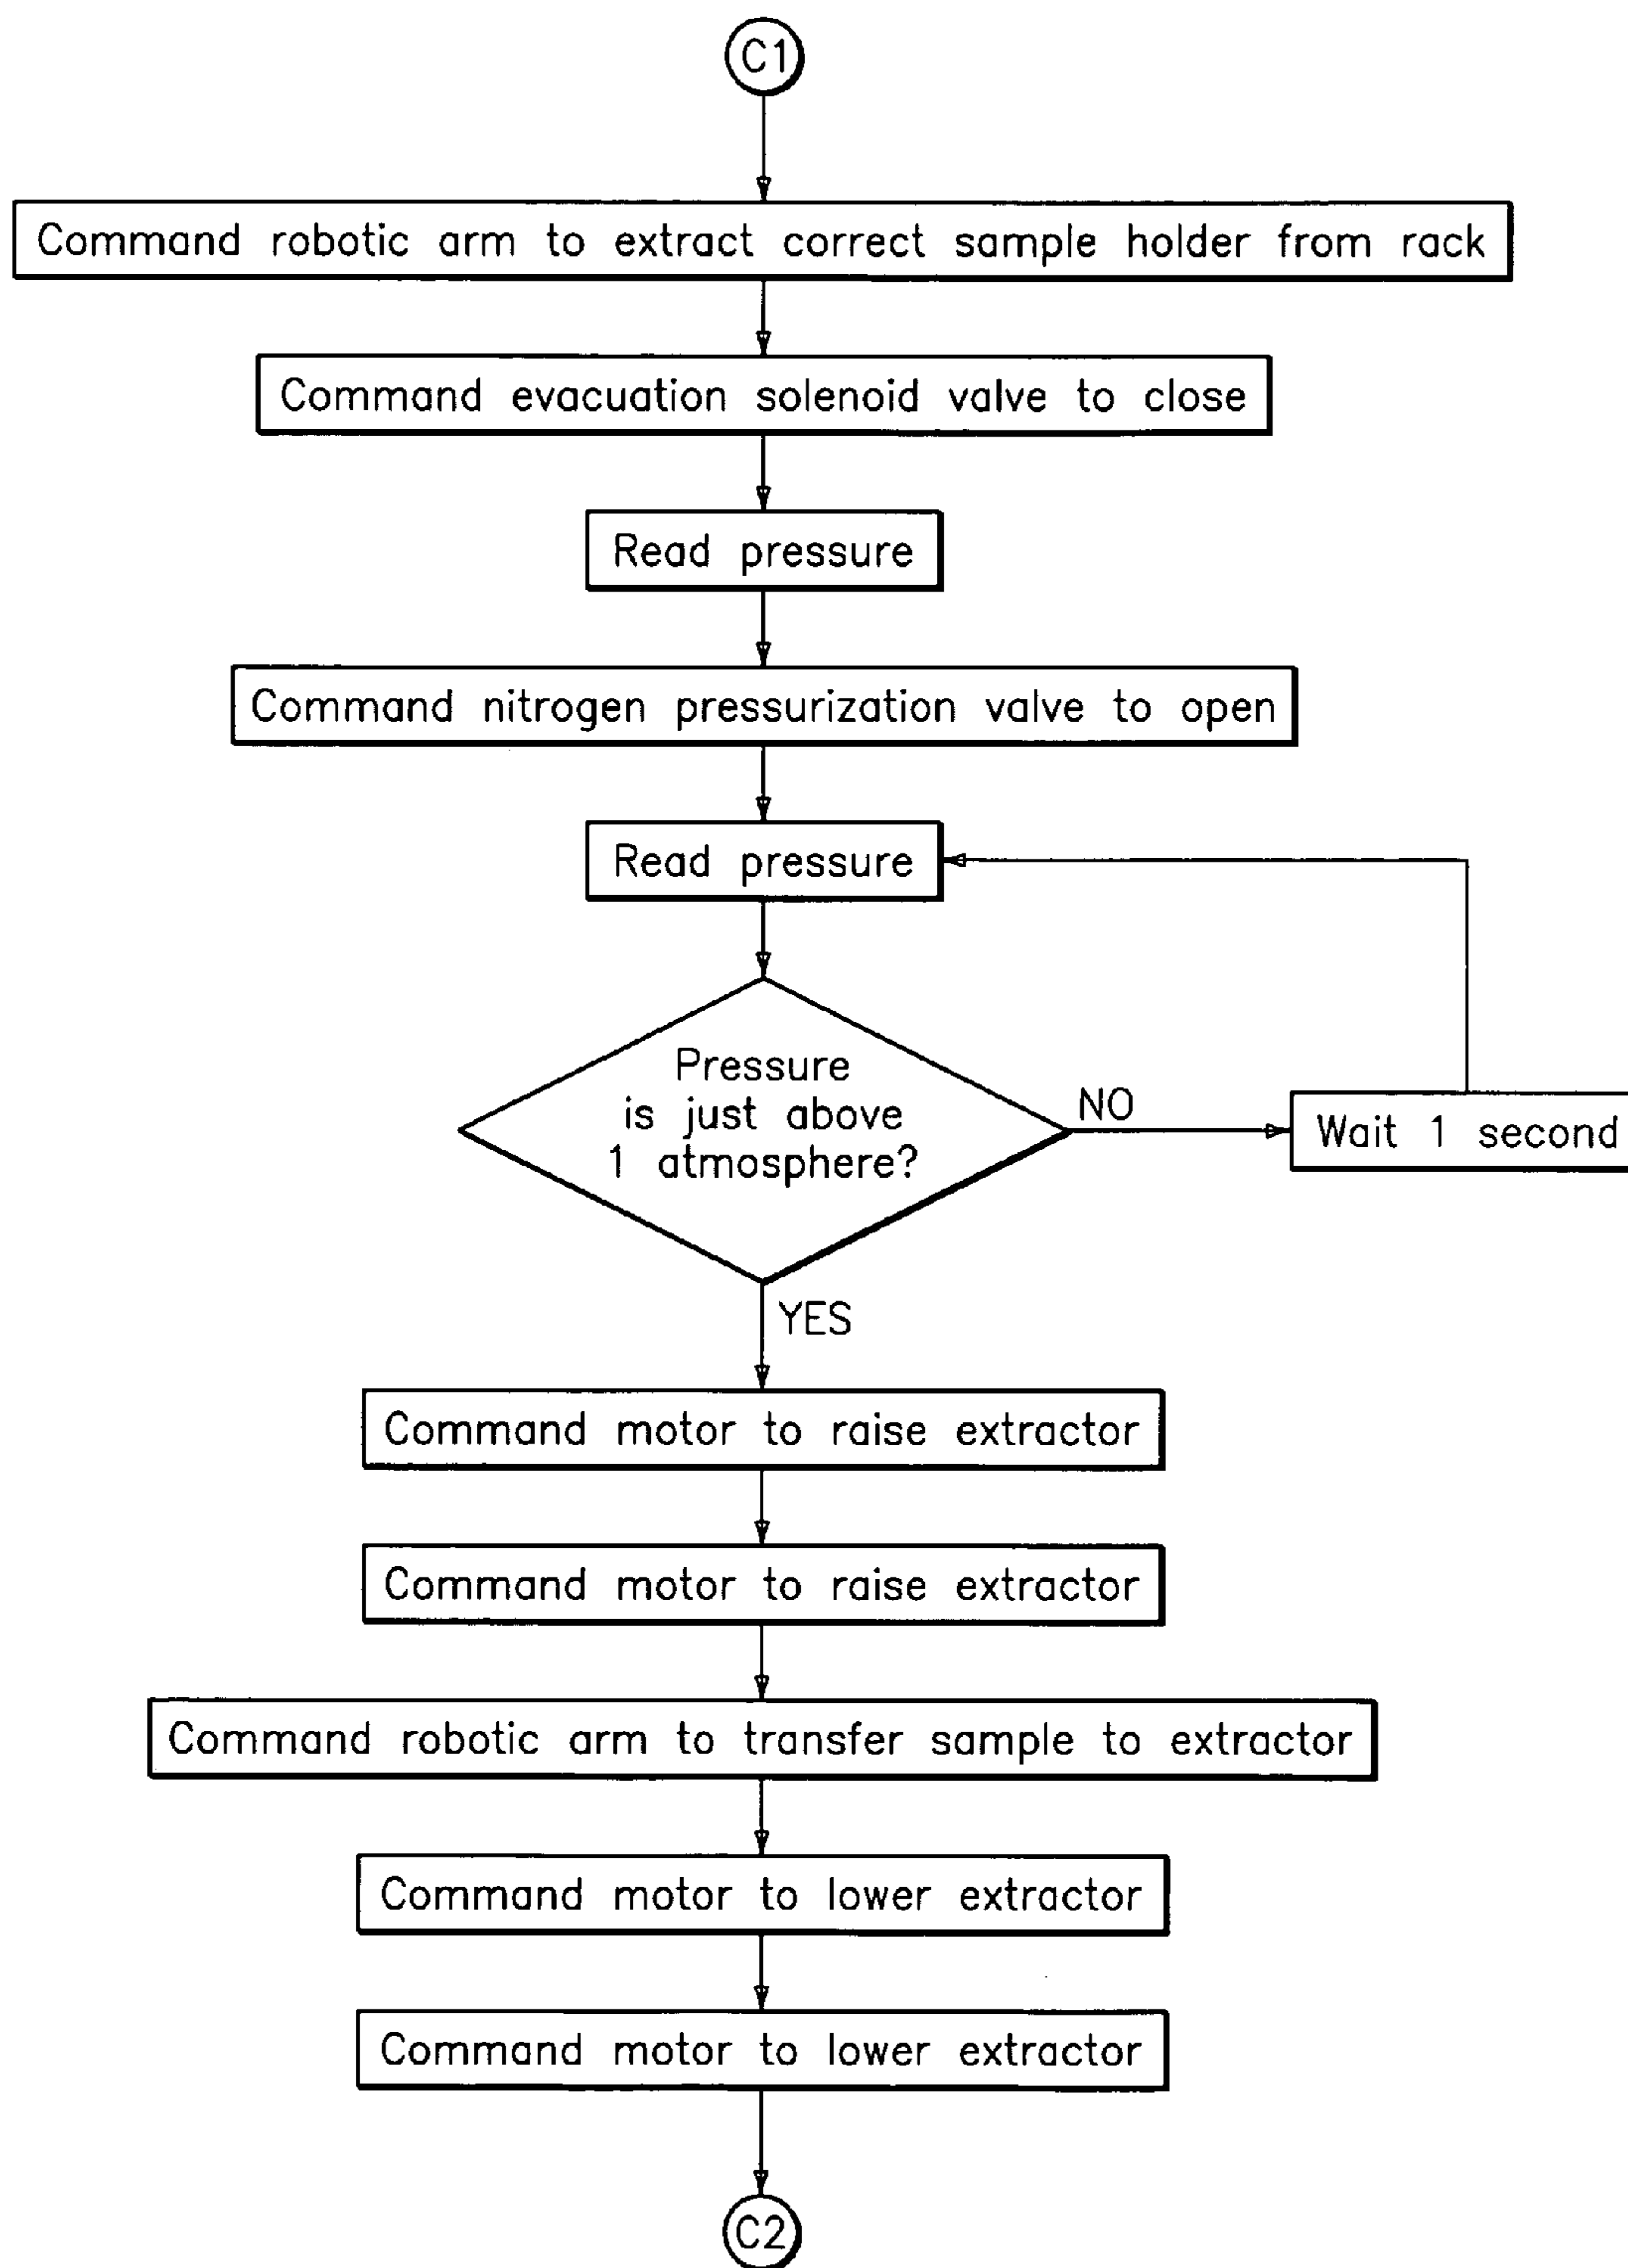 C1
Command robotic arm to extract correct sample holder from rack
Command evacuation solenoid valve to close
Read pressure
Command nitrogen pressurization valve to open
Read pressure
Pressure
is just above
1 atmosphere?
NO
Wait 1 second
YES
Command motor to raise extractor
Command motor to raise extractor
Command robotic arm to transfer sample to extractor
Command motor to lower extractor
Command motor to lower extractor
C2